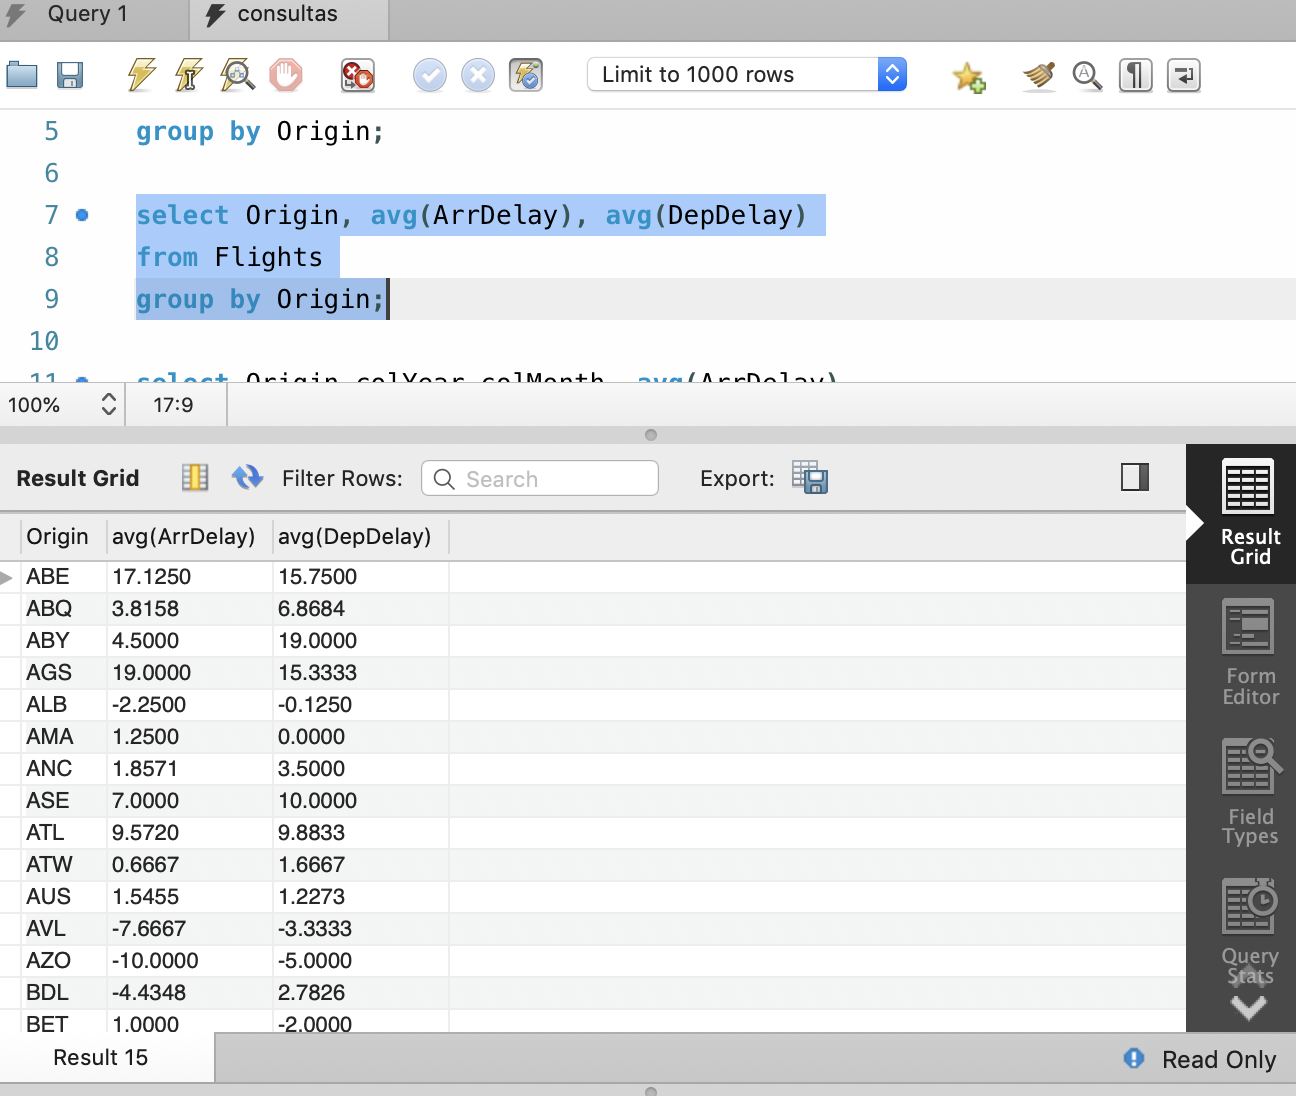 Query 1
consultas
Limit to 1000 rows
5 group by Origin;
6
7 select Origin, avg(ArrDelay), avg(DepDelay)
8 from Flights
9 group by Origin;
10
11 select Origin, colYear, colMonth, avg(ArrDelay)
100% 17:9
Result Grid Filter Rows: Search Export:
Result
Grid
Form
Editor
Field
Types
Query
Stats
Origin avg(ArrDelay) avg(DepDelay)
ABE 17.1250 15.7500
ABQ 3.8158 6.8684
ABY 4.5000 19.0000
AGS 19.0000 15.3333
ALB -2.2500 -0.1250
AMA 1.2500 0.0000
ANC 1.8571 3.5000
ASE 7.0000 10.0000
ATL 9.5720 9.8833
ATW 0.6667 1.6667
AUS 1.5455 1.2273
AVL -7.6667 -3.3333
AZO -10.0000 -5.0000
BDL -4.4348 2.7826
BET 1.0000 -2.0000
Result 15
Read Only